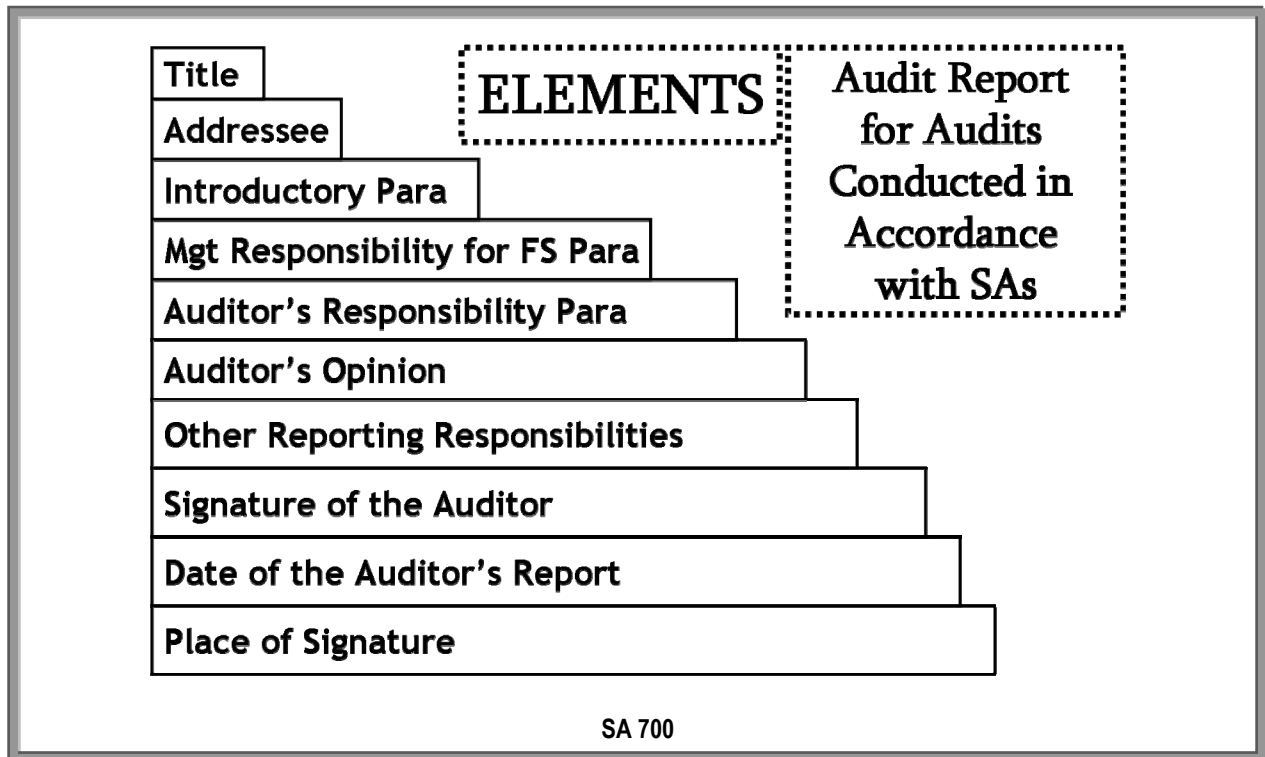 Title
Addressee
Introductory Para
Mgt Responsibility for FS Para
Auditor’s Responsibility Para
Auditor’s Opinion
Other Reporting Responsibilities
Signature of the Auditor
Date of the Auditor’s Report
Place of Signature
ELEMENTS
Audit Report
for Audits
Conducted in
Accordance
with SAs
SA 700